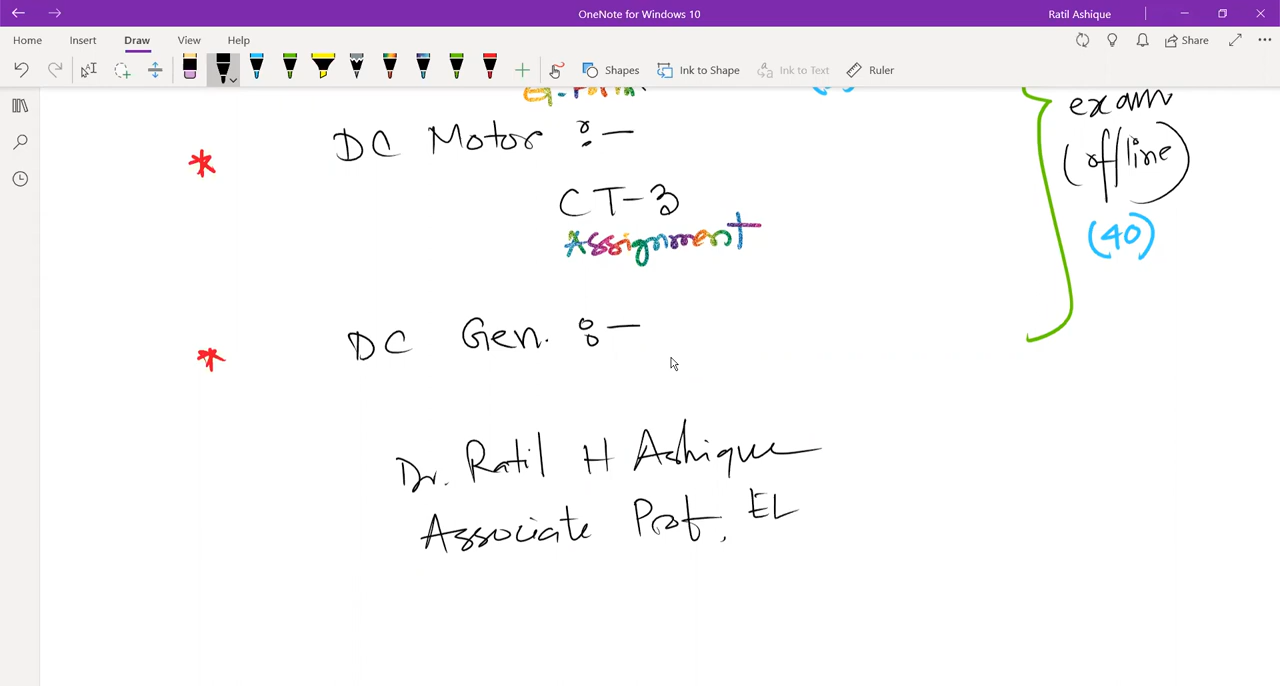 OneNote for Windows 10
Ratil Ashique
Home Insert Draw View Help
Share
Shapes Ink to Shape Ink to Text Ruler
exam
(offline)
(40)
DC Motor :-
CT-3
Assignment
DC Gen. :-
Dr. Ratil H Ashique
Associate Prof, EE